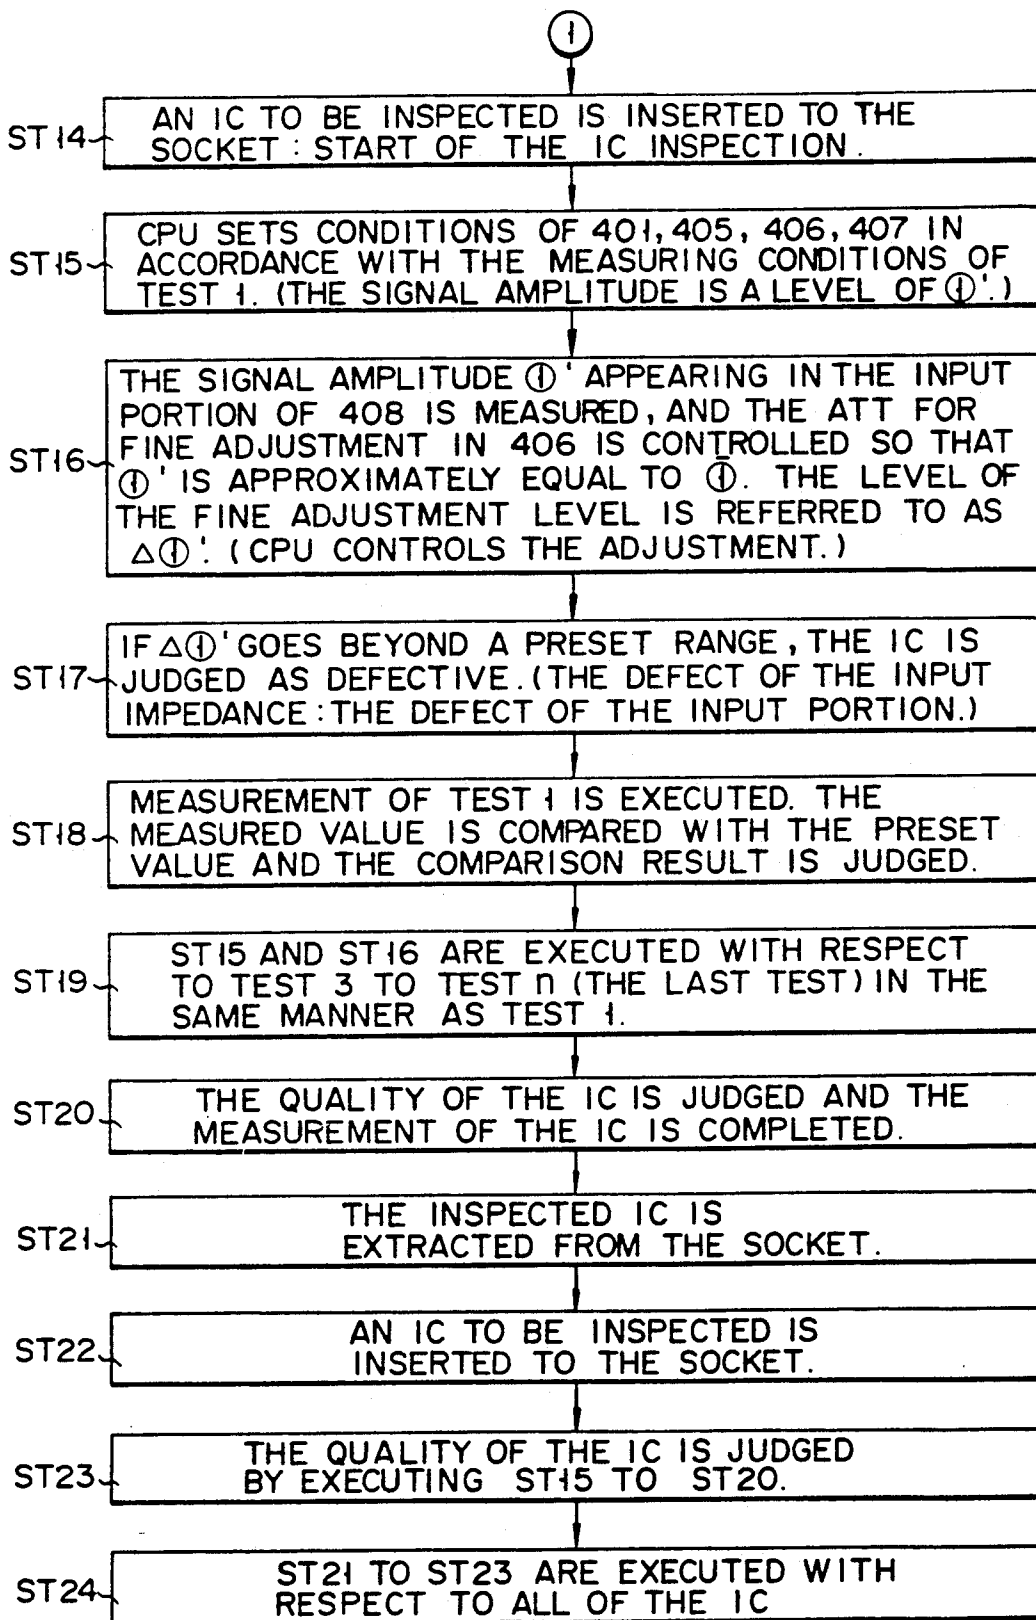 1
ST14
AN IC TO BE INSPECTED IS INSERTED TO THE
SOCKET : START OF THE IC INSPECTION.
ST15
CPU SETS CONDITIONS OF 401, 405, 406, 407 IN
ACCORDANCE WITH THE MEASURING CONDITIONS OF
TEST 1. (THE SIGNAL AMPLITUDE IS A LEVEL OF ①'.)
ST16
THE SIGNAL AMPLITUDE ①' APPEARING IN THE INPUT
PORTION OF 408 IS MEASURED, AND THE ATT FOR
FINE ADJUSTMENT IN 406 IS CONTROLLED SO THAT
①' IS APPROXIMATELY EQUAL TO ①. THE LEVEL OF
THE FINE ADJUSTMENT LEVEL IS REFERRED TO AS
△①'. (CPU CONTROLS THE ADJUSTMENT.)
ST17
IF △①' GOES BEYOND A PRESET RANGE, THE IC IS
JUDGED AS DEFECTIVE. (THE DEFECT OF THE INPUT
IMPEDANCE : THE DEFECT OF THE INPUT PORTION.)
ST18
MEASUREMENT OF TEST 1 IS EXECUTED. THE
MEASURED VALUE IS COMPARED WITH THE PRESET
VALUE AND THE COMPARISON RESULT IS JUDGED.
ST19
ST15 AND ST16 ARE EXECUTED WITH RESPECT
TO TEST 3 TO TEST n (THE LAST TEST) IN THE
SAME MANNER AS TEST 1.
ST20
THE QUALITY OF THE IC IS JUDGED AND THE
MEASUREMENT OF THE IC IS COMPLETED.
ST21
THE INSPECTED IC IS
EXTRACTED FROM THE SOCKET.
ST22
AN IC TO BE INSPECTED IS
INSERTED TO THE SOCKET.
ST23
THE QUALITY OF THE IC IS JUDGED
BY EXECUTING ST15 TO ST20.
ST24
ST21 TO ST23 ARE EXECUTED WITH
RESPECT TO ALL OF THE IC